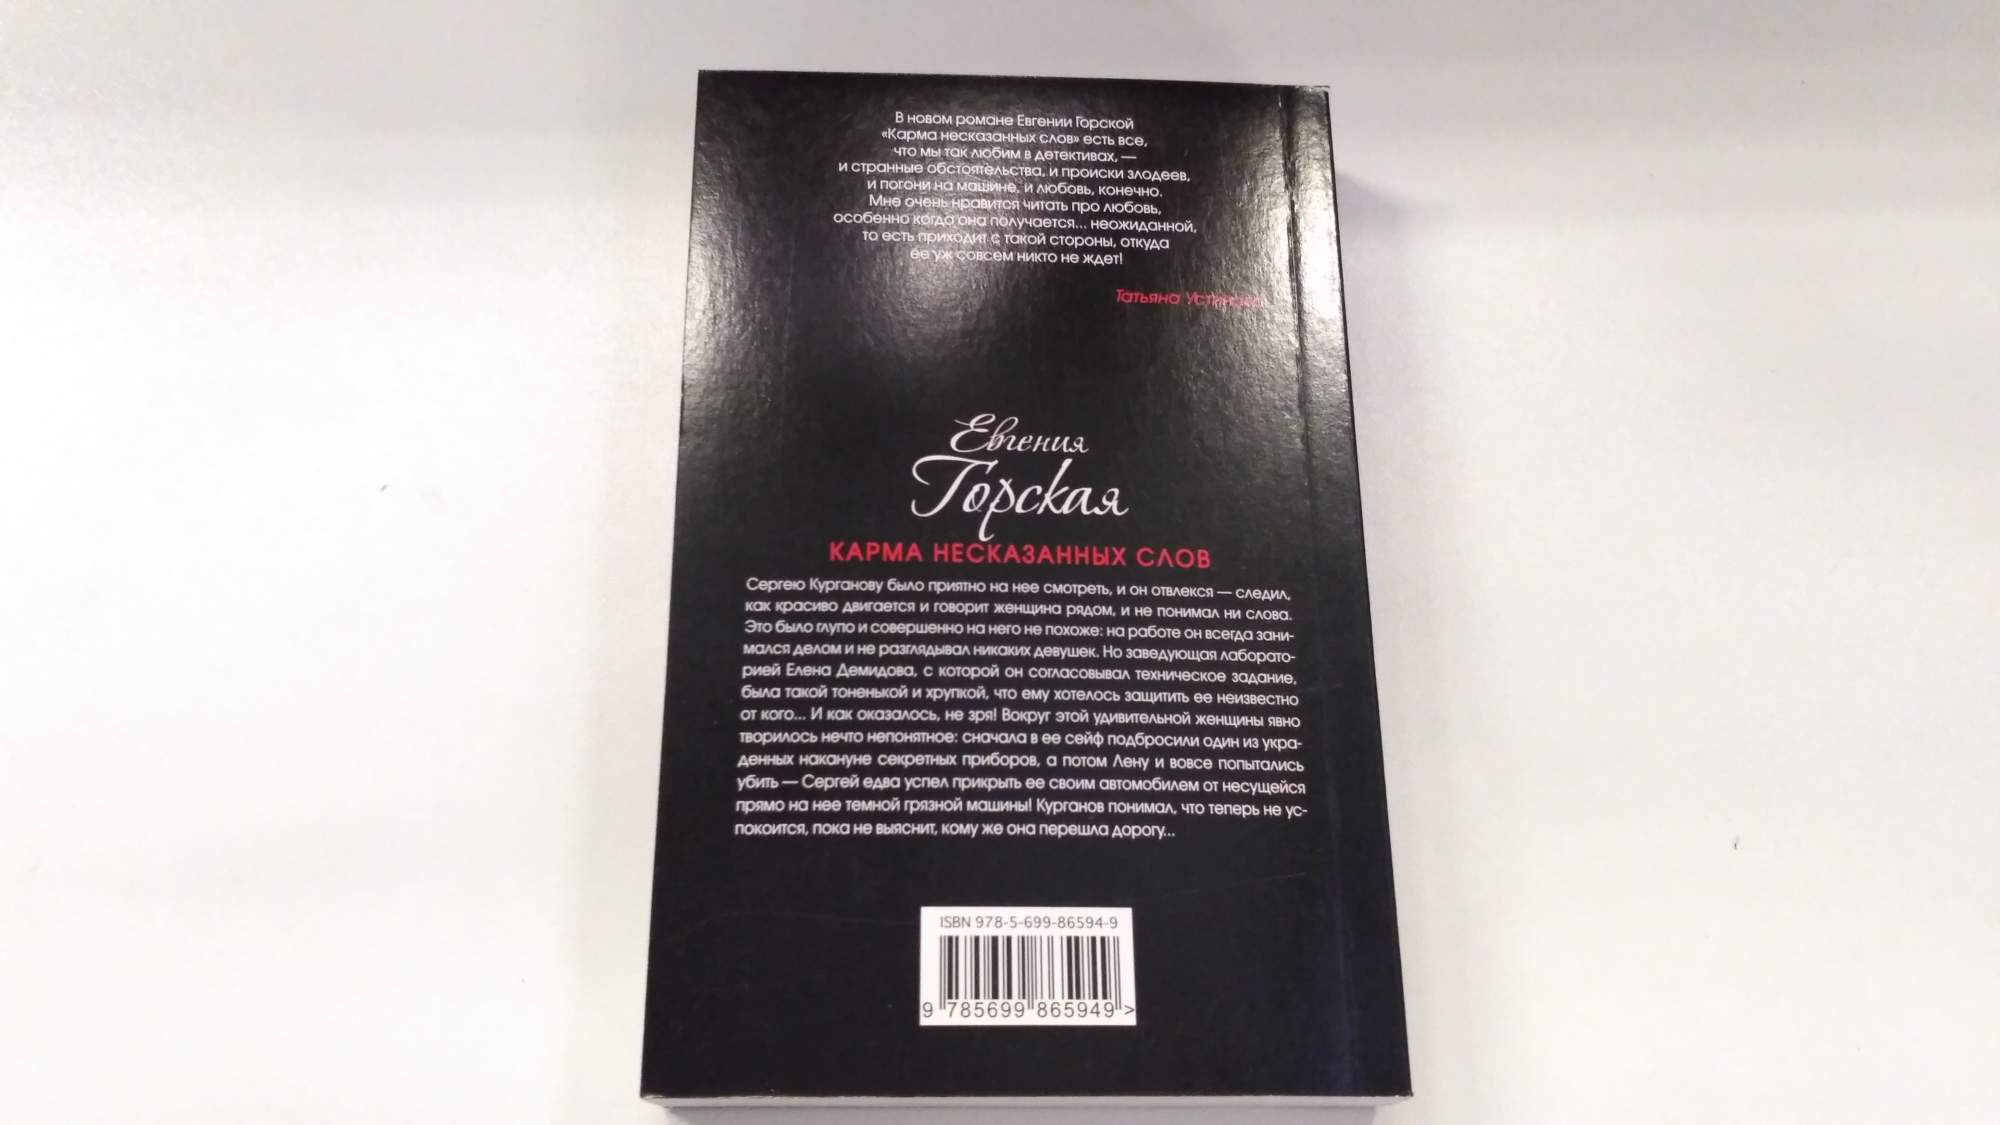 В новом романе Евгении Горской
«Карма несказанных слов» есть все,
что мы так любим в детективах, —
и странные обстоятельства, и происки злодеев,
и погони на машине, и любовь, конечно.
Мне очень нравится читать про любовь,
особенно когда она получается... неожиданной,
то есть приходит с такой стороны, откуда
ее уж совсем никто не ждет!
Татьяна Устинова
Евгения
Горская
КАРМА НЕСКАЗАННЫХ СЛОВ
Сергею Курганову было приятно на нее смотреть, и он отвлекся — следил,
как красиво двигается и говорит женщина рядом, и не понимал ни слова.
Это было глупо и совершенно на него не похоже: на работе он всегда зани-
мался делом и не разглядывал никаких девушек. Но заведующая лаборато-
рией Елена Демидова, с которой он согласовывал техническое задание,
была такой тоненькой и хрупкой, что ему хотелось защитить ее неизвестно
от кого... И как оказалось, не зря! Вокруг этой удивительной женщины явно
творилось нечто непонятное: сначала в ее сейф подбросили один из укра-
денных накануне секретных приборов, а потом Лену и вовсе попытались
убить — Сергей едва успел прикрыть ее своим автомобилем от несущейся
прямо на нее темной грязной машины! Курганов понимал, что теперь не ус-
покоится, пока не выяснит, кому же она перешла дорогу...
ISBN 978-5-699-86594-9
9 785699 865949 >